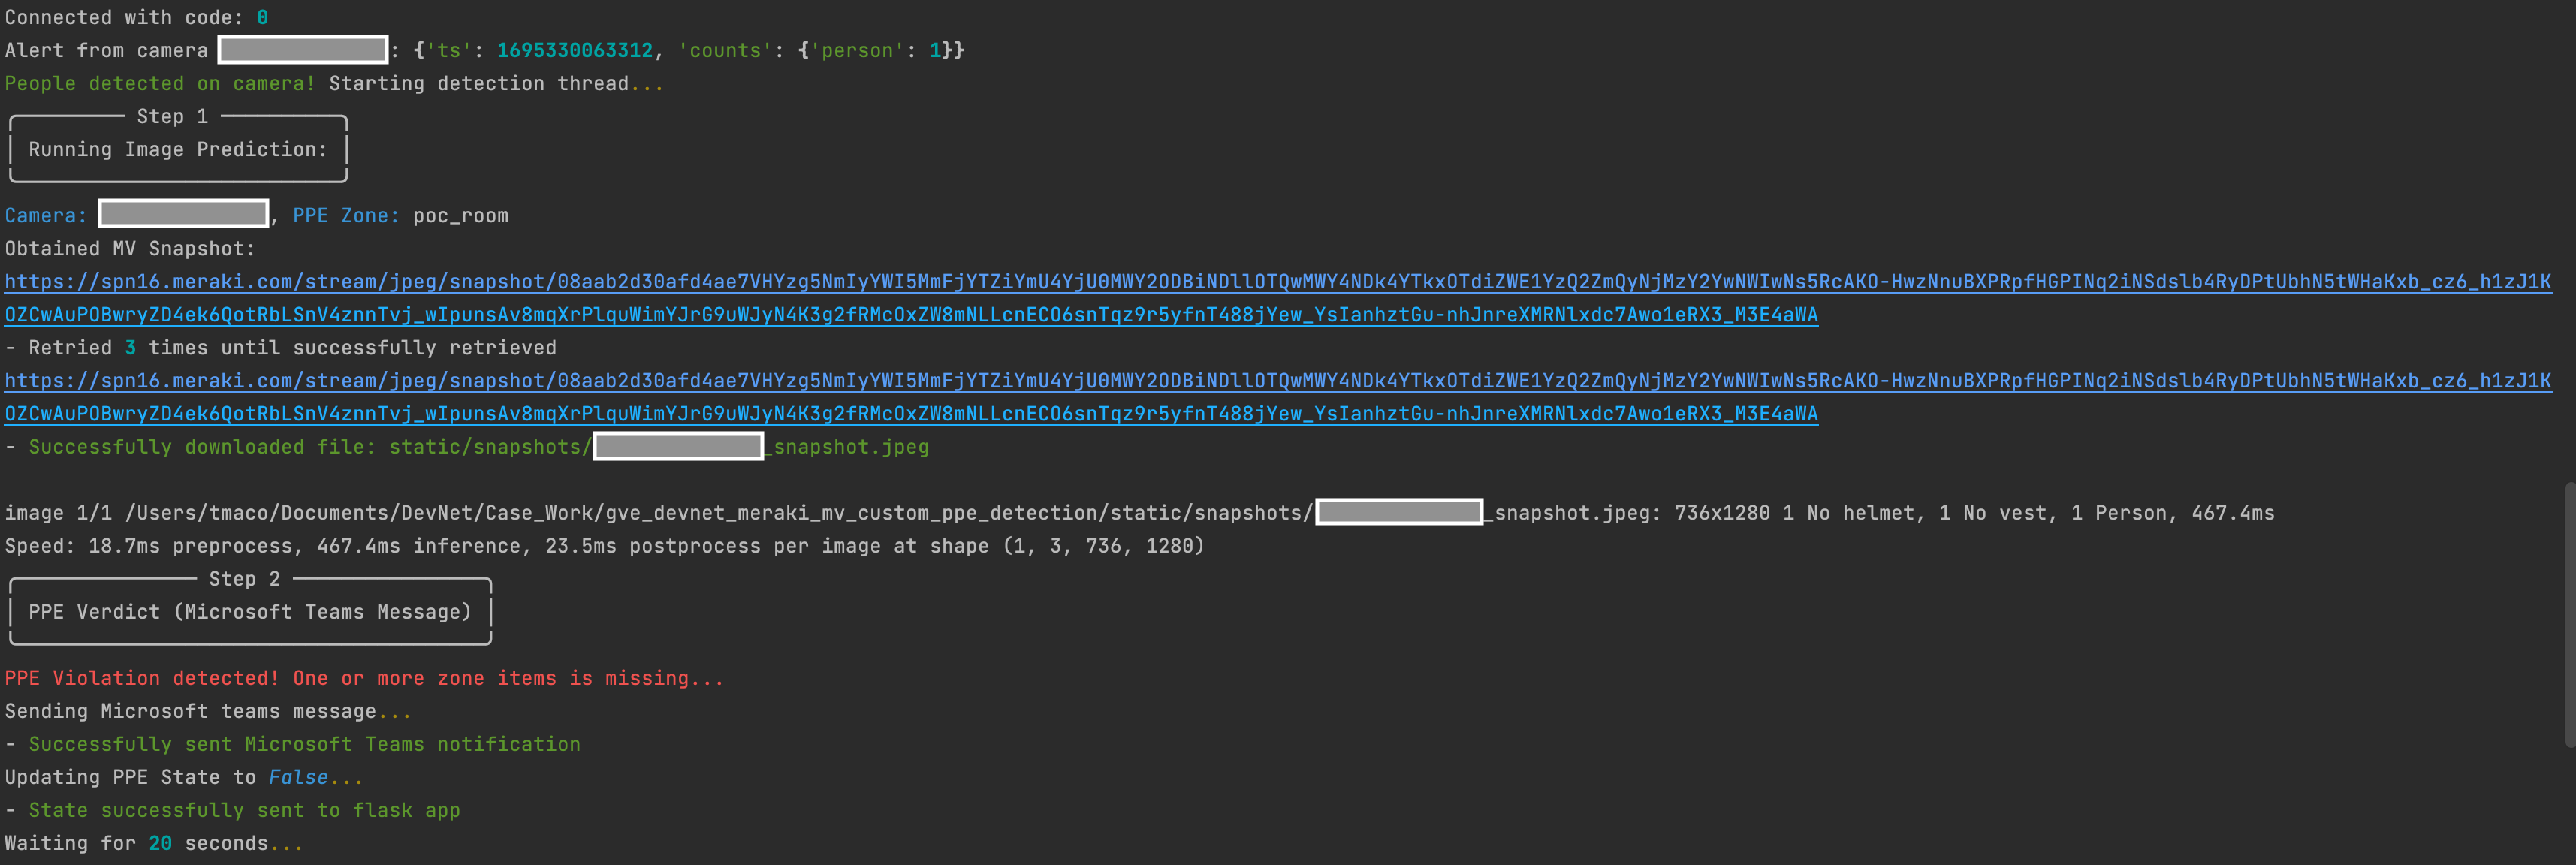 Connected with code: 0
Alert from camera : {'ts': 1695330063312, 'counts': {'person': 1}}
People detected on camera! Starting detection thread...
Step 1
Running Image Prediction:
Camera: , PPE Zone: poc_room
Obtained MV Snapshot:
https://spn16.meraki.com/stream/jpeg/snapshot/08aab2d30afd4ae7VHYzg5NmIyYWI5MmFjYTZiYmU4YjU0MWY2ODBiNDllOTQwMWY4NDk4YTkxOTdiZWE1YzQ2ZmQyNjMzY2YwNWIwNs5RcAKO-HwzNnuBXPRpfHGPINq2iNSdslb4RyDPtUbhN5tWHaKxb_cz6_h1zJ1K
OZCwAuPOBwryZD4ek6QotRbLSnV4znnTvj_wIpunsAv8mqXrPlquWimYJrG9uWJyN4K3g2fRMcOxZW8mNLLcnECO6snTqz9r5yfnT488jYew_YsIanhztGu-nhJnreXMRNlxdc7Awo1eRX3_M3E4aWA
- Retried 3 times until successfully retrieved
https://spn16.meraki.com/stream/jpeg/snapshot/08aab2d30afd4ae7VHYzg5NmIyYWI5MmFjYTZiYmU4YjU0MWY2ODBiNDllOTQwMWY4NDk4YTkxOTdiZWE1YzQ2ZmQyNjMzY2YwNWIwNs5RcAKO-HwzNnuBXPRpfHGPINq2iNSdslb4RyDPtUbhN5tWHaKxb_cz6_h1zJ1K
OZCwAuPOBwryZD4ek6QotRbLSnV4znnTvj_wIpunsAv8mqXrPlquWimYJrG9uWJyN4K3g2fRMcOxZW8mNLLcnECO6snTqz9r5yfnT488jYew_YsIanhztGu-nhJnreXMRNlxdc7Awo1eRX3_M3E4aWA
- Successfully downloaded file: static/snapshots/_snapshot.jpeg
image 1/1 /Users/tmaco/Documents/DevNet/Case_Work/gve_devnet_meraki_mv_custom_ppe_detection/static/snapshots/_snapshot.jpeg: 736x1280 1 No helmet, 1 No vest, 1 Person, 467.4ms
Speed: 18.7ms preprocess, 467.4ms inference, 23.5ms postprocess per image at shape (1, 3, 736, 1280)
Step 2
PPE Verdict (Microsoft Teams Message)
PPE Violation detected! One or more zone items is missing...
Sending Microsoft teams message...
- Successfully sent Microsoft Teams notification
Updating PPE State to False...
- State successfully sent to flask app
Waiting for 20 seconds...